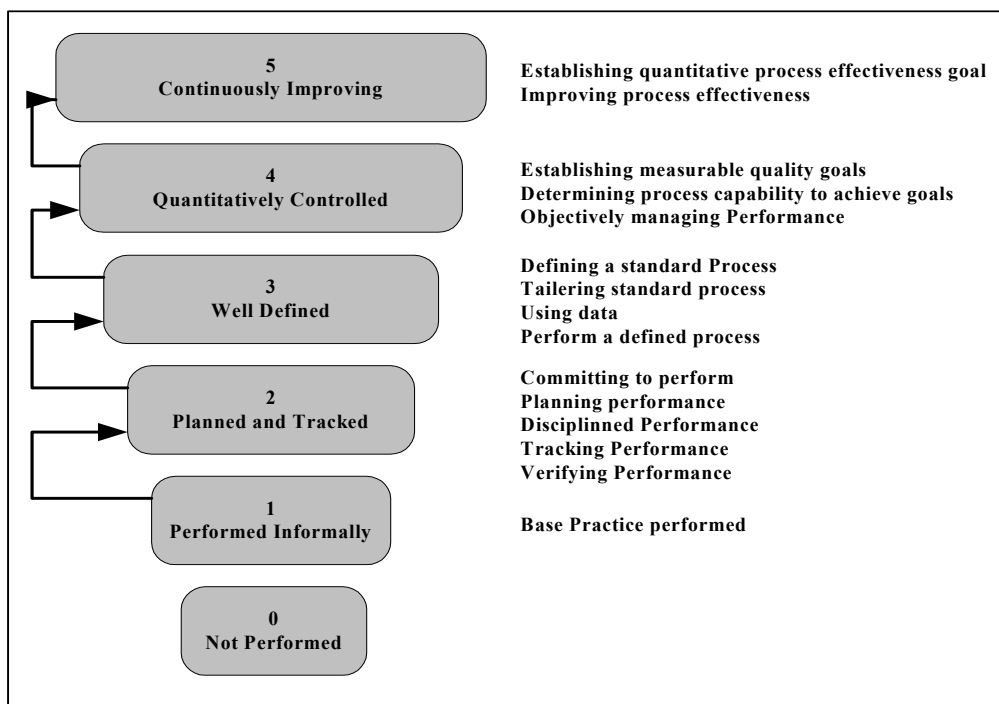 5
Continuously Improving
Establishing quantitative process effectiveness goal
Improving process effectiveness
4
Quantitatively Controlled
Establishing measurable quality goals
Determining process capability to achieve goals
Objectively managing Performance
3
Well Defined
Defining a standard Process
Tailering standard process
Using data
Perform a defined process
2
Planned and Tracked
Committing to perform
Planning performance
Disciplinned Performance
Tracking Performance
Verifying Performance
1
Performed Informally
Base Practice performed
0
Not Performed